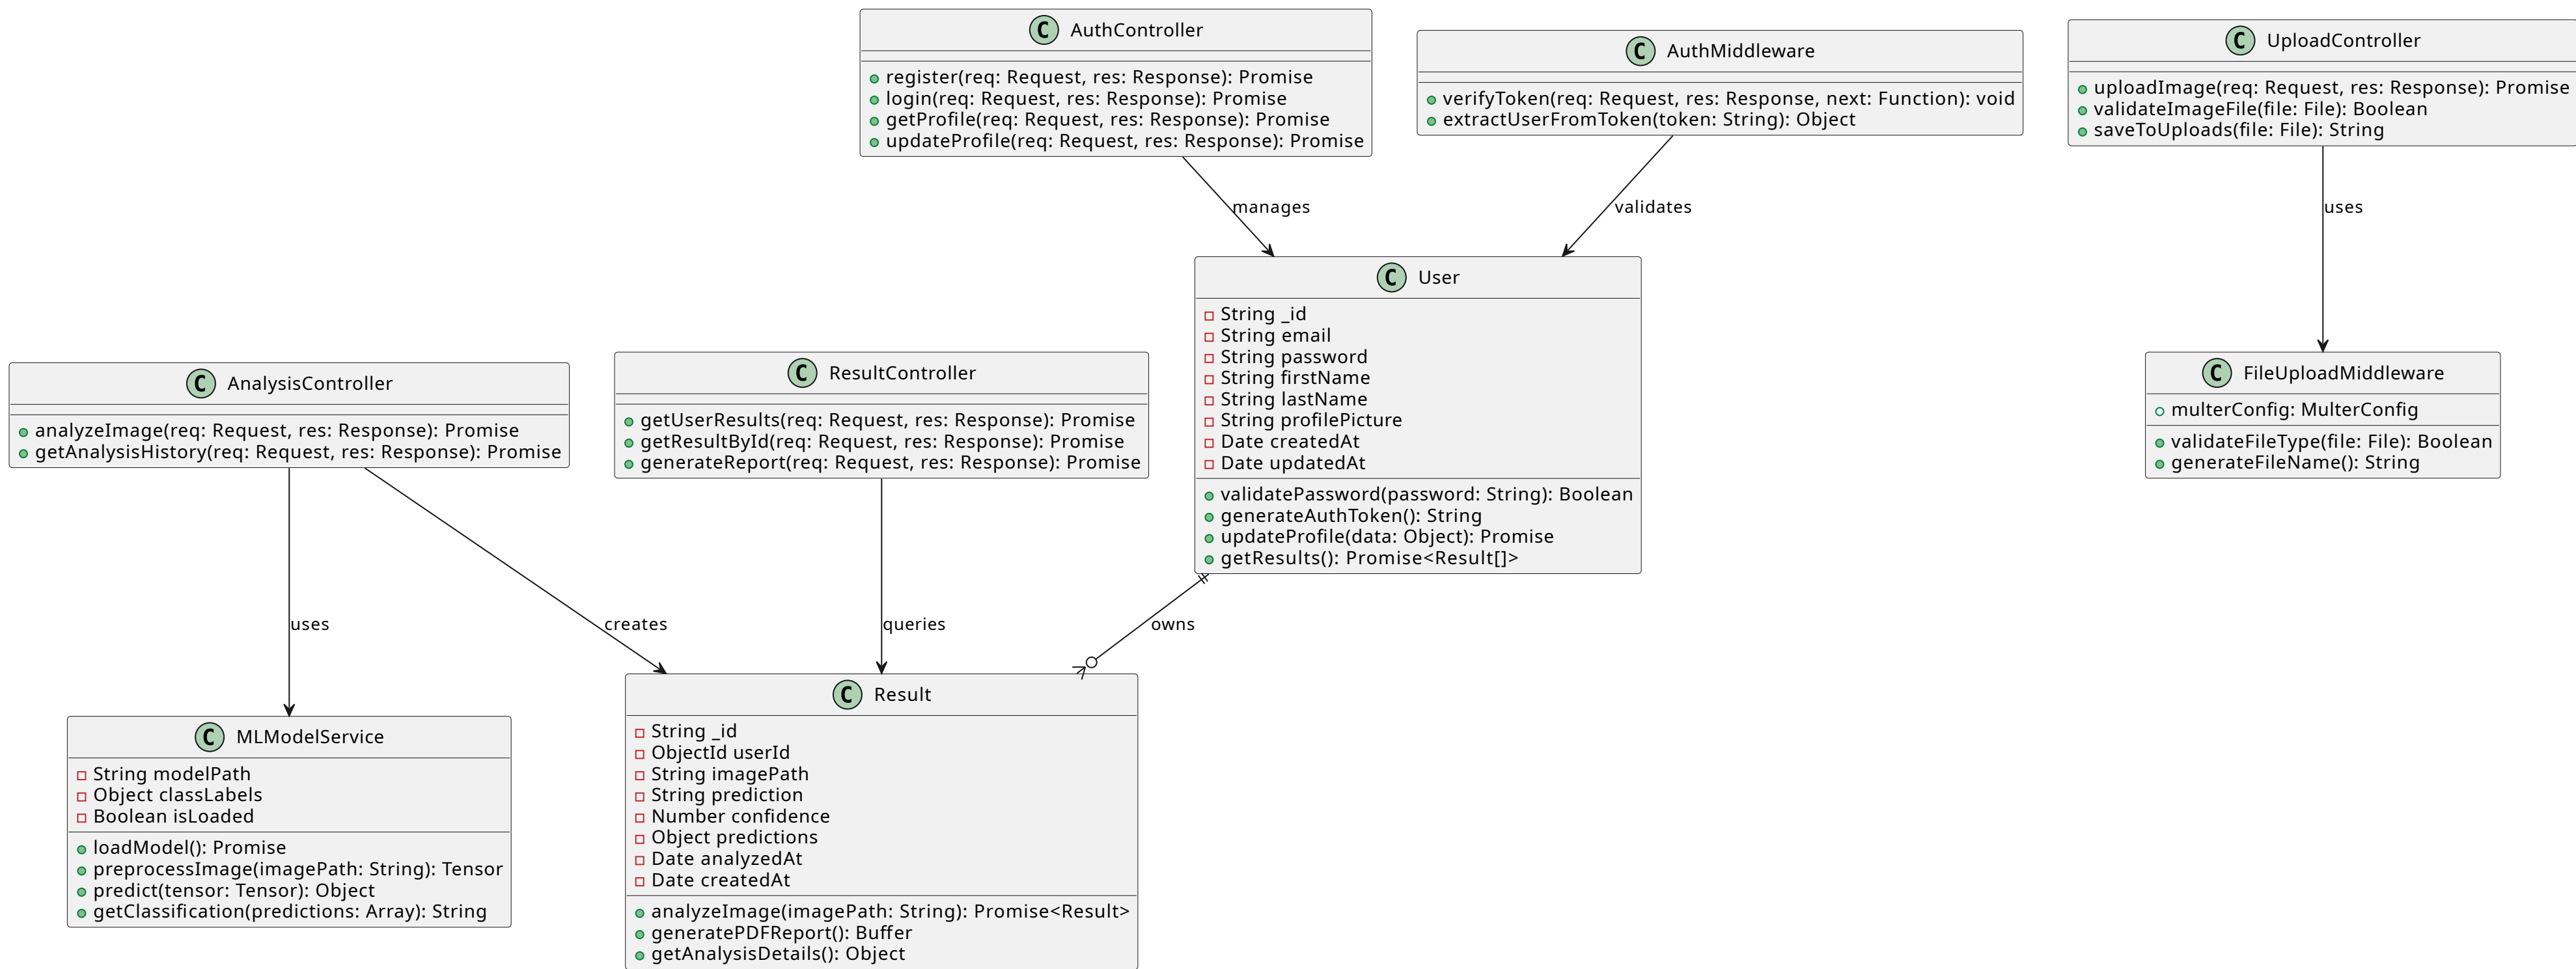 AuthController
register(req: Request, res: Response): Promise
login(req: Request, res: Response): Promise
getProfile(req: Request, res: Response): Promise
updateProfile(req: Request, res: Response): Promise
AuthMiddleware
verifyToken(req: Request, res: Response, next: Function): void
extractUserFromToken(token: String): Object
UploadController
uploadImage(req: Request, res: Response): Promise
validateImageFile(file: File): Boolean
saveToUploads(file: File): String
manages
validates
uses
User
String _id
String email
String password
String firstName
String lastName
String profilePicture
Date createdAt
Date updatedAt
validatePassword(password: String): Boolean
generateAuthToken(): String
updateProfile(data: Object): Promise
getResults(): Promise<Result[]>
AnalysisController
analyzeImage(req: Request, res: Response): Promise
getAnalysisHistory(req: Request, res: Response): Promise
ResultController
getUserResults(req: Request, res: Response): Promise
getResultById(req: Request, res: Response): Promise
generateReport(req: Request, res: Response): Promise
FileUploadMiddleware
multerConfig: MulterConfig
validateFileType(file: File): Boolean
generateFileName(): String
uses
creates
queries
owns
MLModelService
String modelPath
Object classLabels
Boolean isLoaded
loadModel(): Promise
preprocessImage(imagePath: String): Tensor
predict(tensor: Tensor): Object
getClassification(predictions: Array): String
Result
String _id
ObjectId userId
String imagePath
String prediction
Number confidence
Object predictions
Date analyzedAt
Date createdAt
analyzeImage(imagePath: String): Promise<Result>
generatePDFReport(): Buffer
getAnalysisDetails(): Object